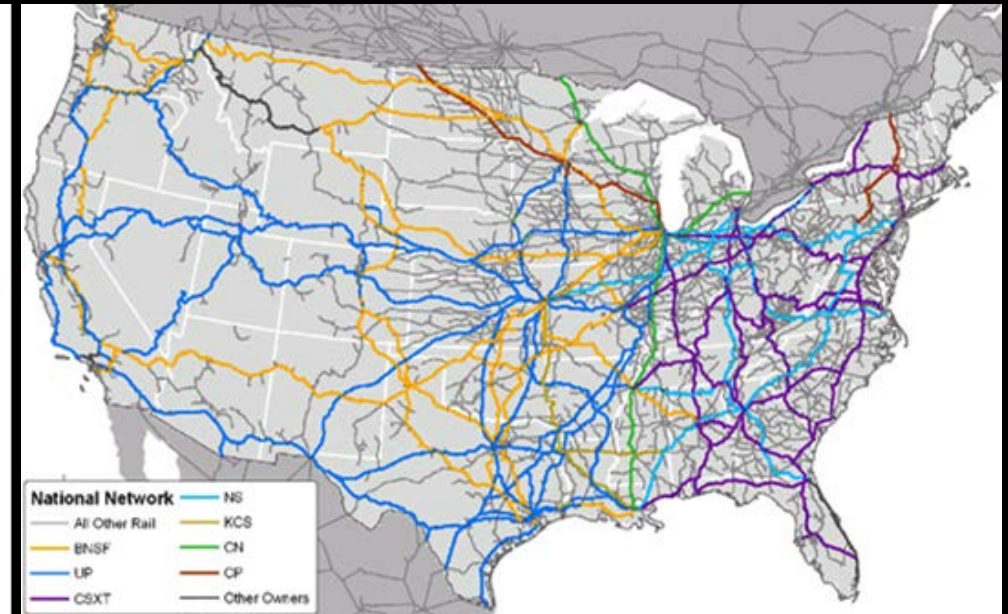 National Network
All Other Rail
BNSF
UP
CSXT
NS
KCS
CN
CP
Other Owners